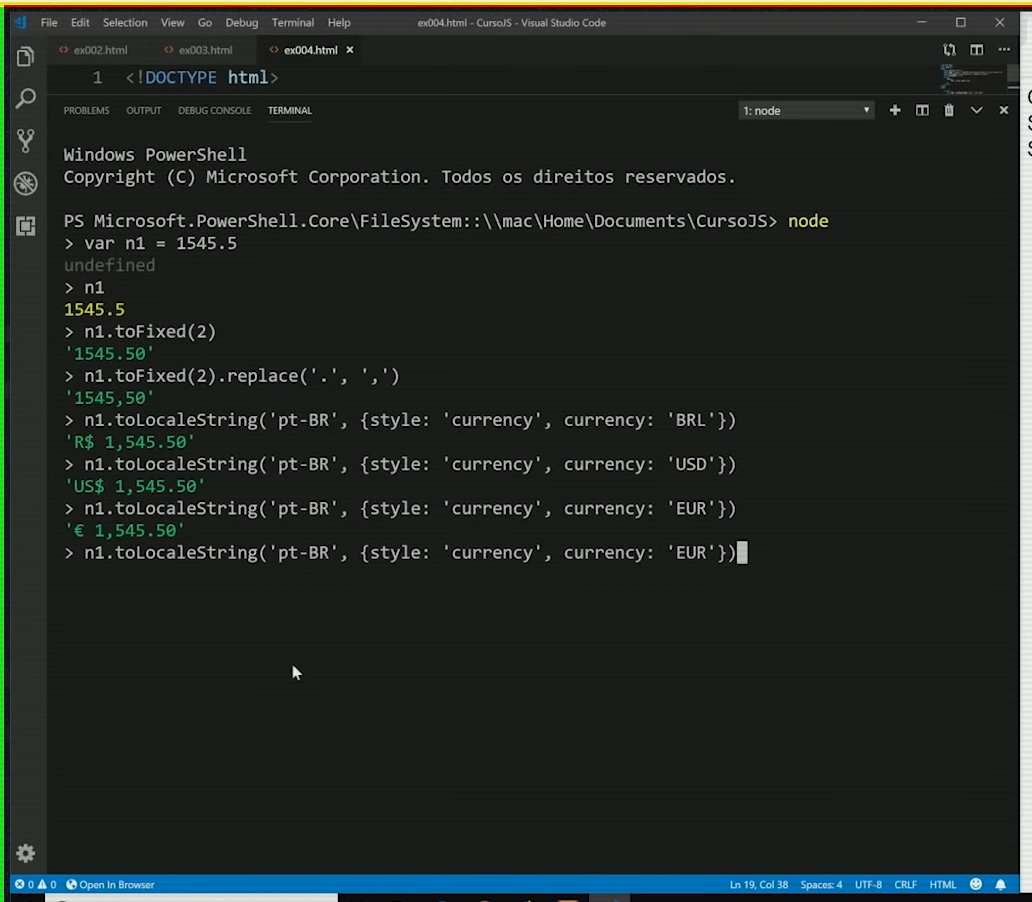 File Edit Selection View Go Debug Terminal Help ex004.html - CursoJS - Visual Studio Code
ex002.html ex003.html ex004.html
1 <!DOCTYPE html>
PROBLEMS OUTPUT DEBUG CONSOLE TERMINAL 1: node
Windows PowerShell
Copyright (C) Microsoft Corporation. Todos os direitos reservados.
PS Microsoft.PowerShell.Core\FileSystem::\\mac\Home\Documents\CursoJS> node
> var n1 = 1545.5
undefined
> n1
1545.5
> n1.toFixed(2)
'1545.50'
> n1.toFixed(2).replace('.', ',')
'1545,50'
> n1.toLocaleString('pt-BR', {style: 'currency', currency: 'BRL'})
'R$ 1,545.50'
> n1.toLocaleString('pt-BR', {style: 'currency', currency: 'USD'})
'US$ 1,545.50'
> n1.toLocaleString('pt-BR', {style: 'currency', currency: 'EUR'})
'€ 1,545.50'
> n1.toLocaleString('pt-BR', {style: 'currency', currency: 'EUR'})
0 0 Open In Browser Ln 19, Col 38 Spaces: 4 UTF-8 CRLF HTML